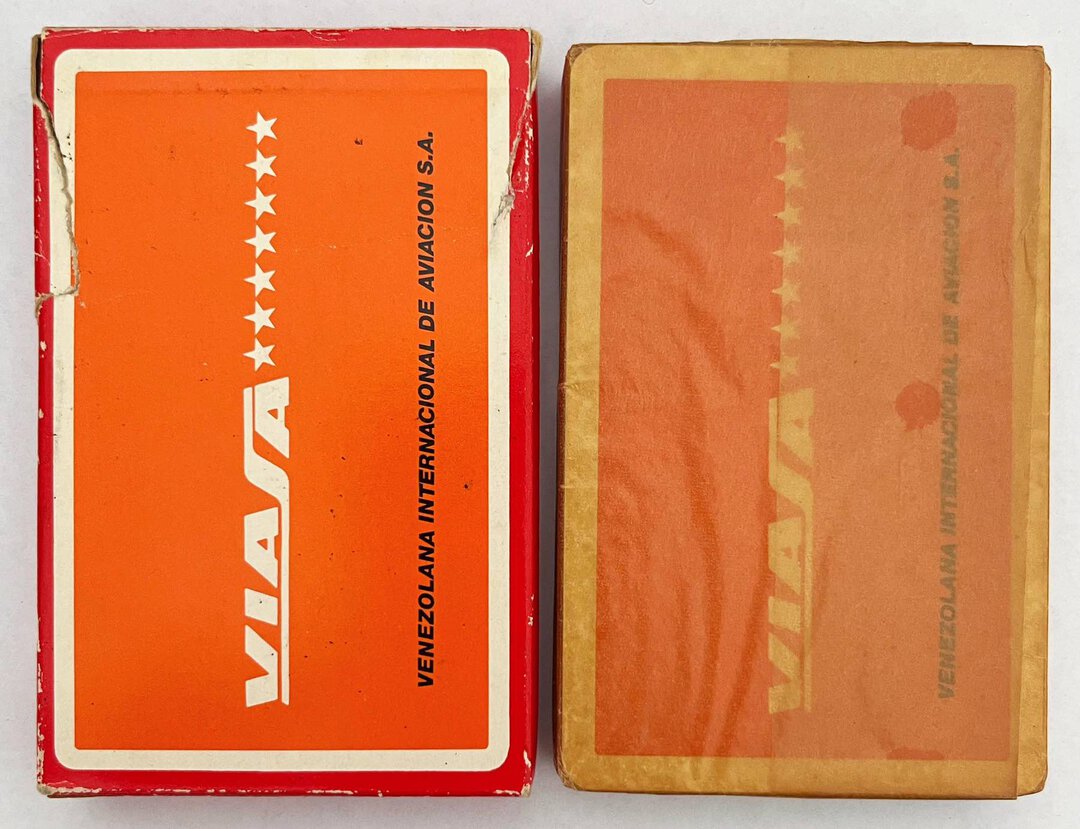 VIASA
VENEZOLANA INTERNACIONAL DE AVIACION S.A.
VIASA
VENEZOLANA INTERNACIONAL DE AVIACION S.A.